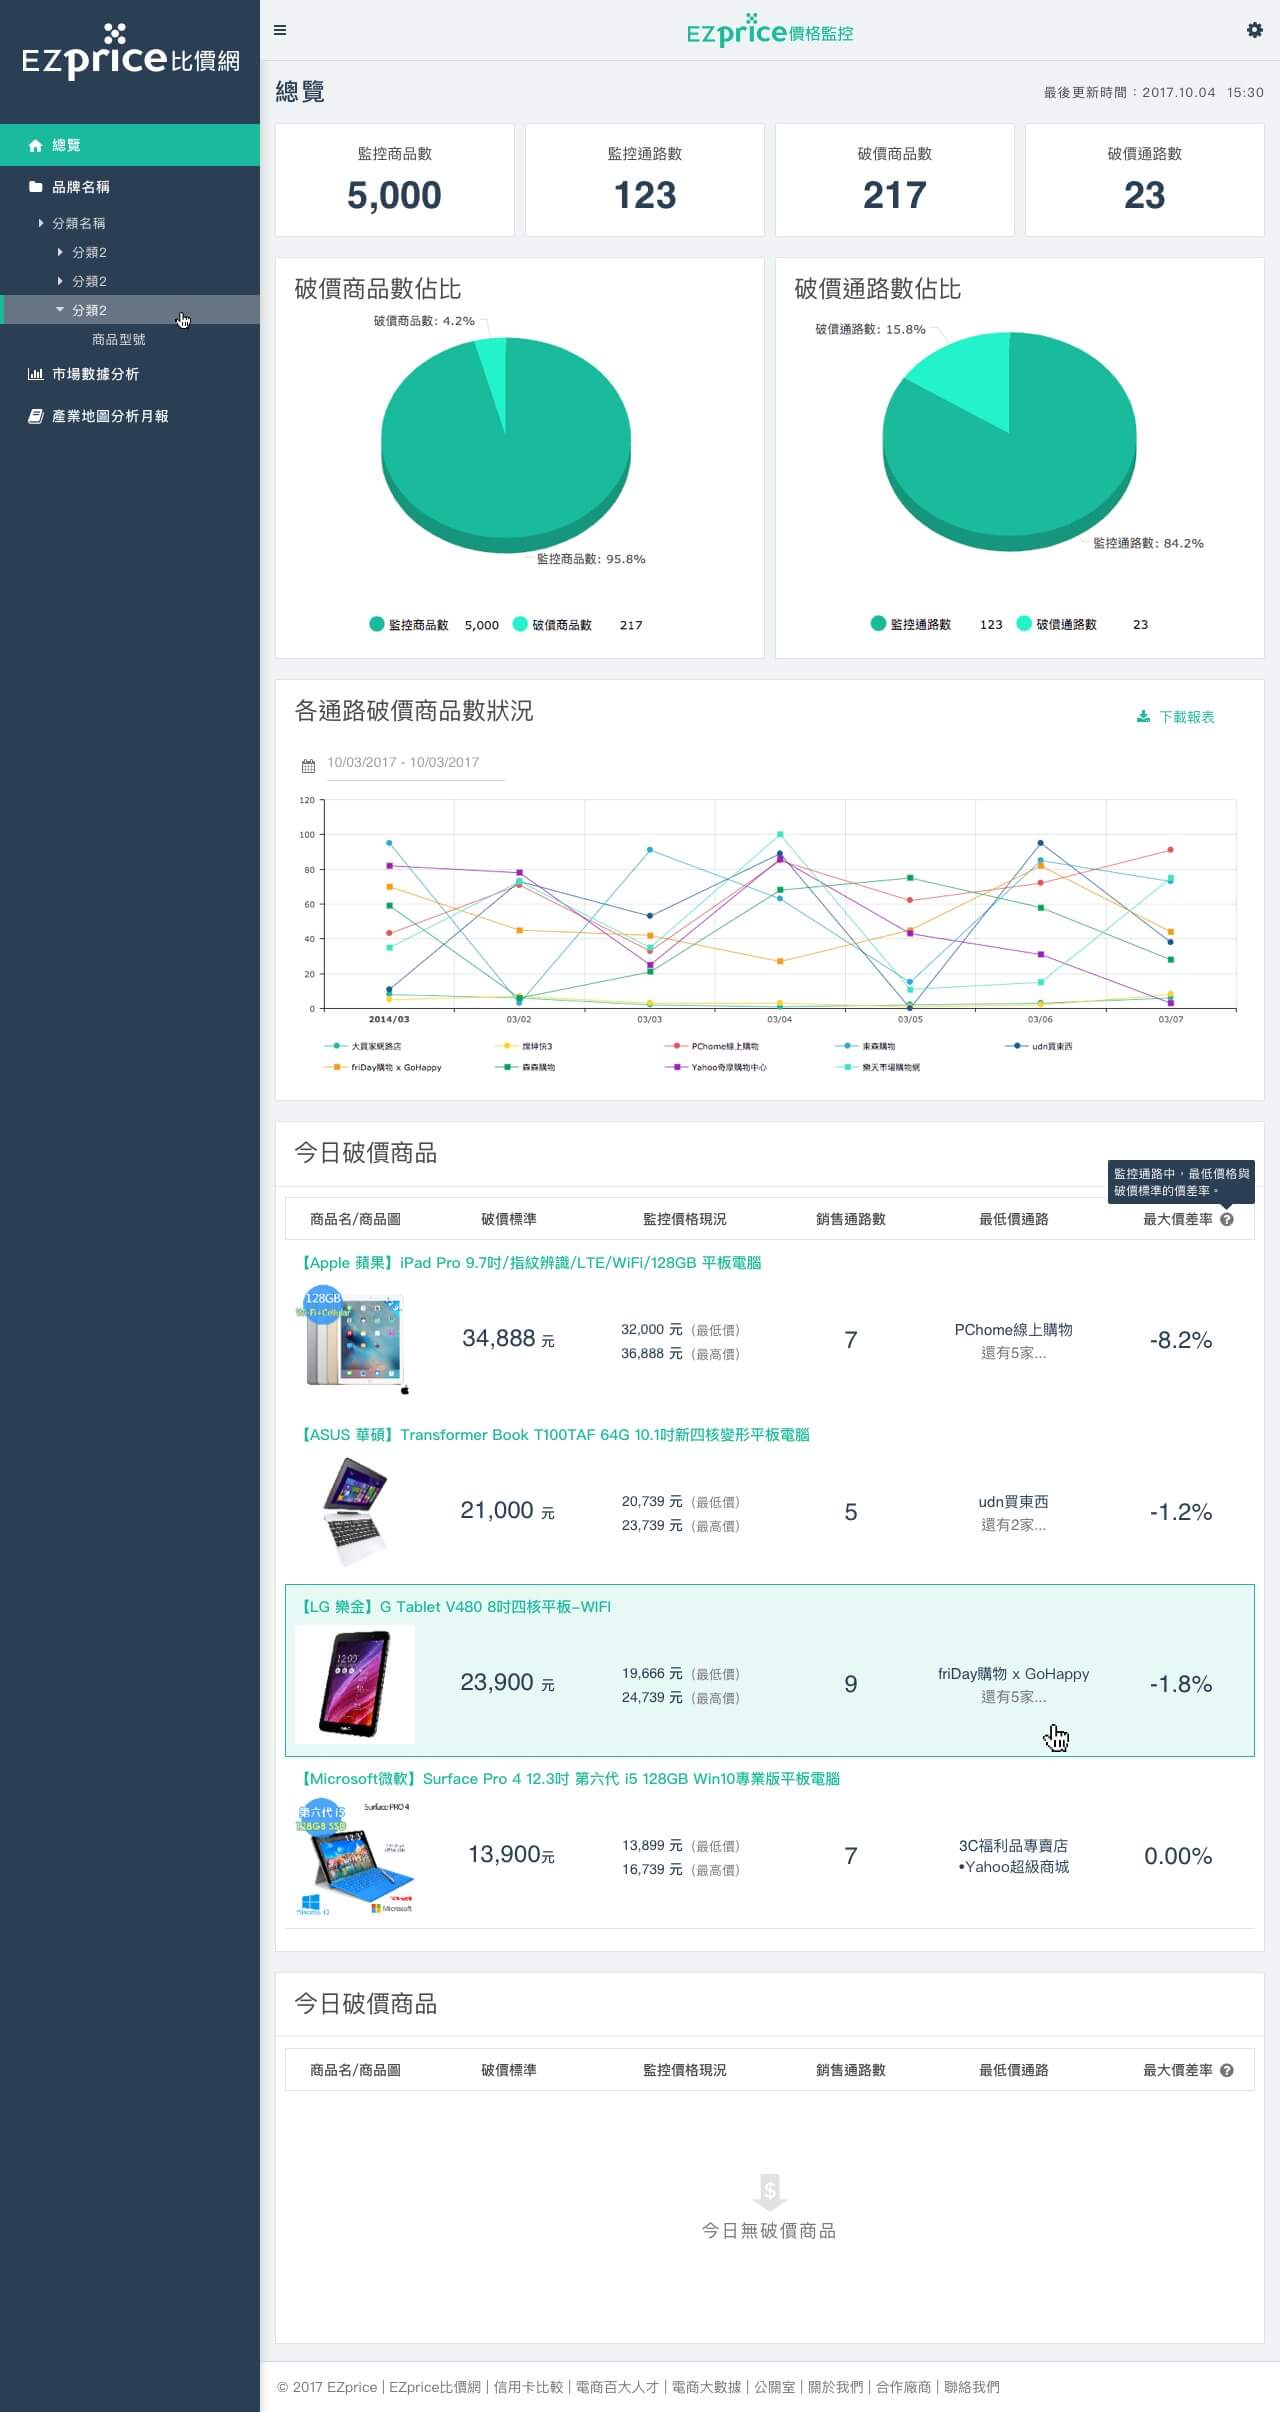 EZprice比價網
總覽
品牌名稱
分類名稱
分類2
分類2
分類2
商品型號
市場數據分析
產業地圖分析月報
EZprice價格監控
總覽
最後更新時間：2017.10.04 15:30
監控商品數
5,000
監控通路數
123
破價商品數
217
破價通路數
23
破價商品數佔比
破價商品數: 4.2%
監控商品數: 95.8%
監控商品數 5,000 破價商品數 217
破價通路數佔比
破價通路數: 15.8%
監控通路數: 84.2%
監控通路數 123 破價通路數 23
各通路破價商品數狀況
下載報表
10/03/2017 - 10/03/2017
120
100
80
60
40
20
0
2014/03 03/02 03/03 03/04 03/05 03/06 03/07
大買家網路店 燦坤快3 PChome線上購物 東森購物 udn買東西
friDay購物 x GoHappy 森森購物 Yahoo奇摩購物中心 樂天市場購物網
今日破價商品
監控通路中，最低價格與
破價標準的價差率。
商品名/商品圖 破價標準 監控價格現況 銷售通路數 最低價通路 最大價差率 ?
【Apple 蘋果】iPad Pro 9.7吋/指紋辨識/LTE/WiFi/128GB 平板電腦
128GB
Wi-Fi+Cellular
34,888 元
32,000 元（最低價）
36,888 元（最高價）
7
PChome線上購物
還有5家...
-8.2%
【ASUS 華碩】Transformer Book T100TAF 64G 10.1吋新四核變形平板電腦
21,000 元
20,739 元（最低價）
23,739 元（最高價）
5
udn買東西
還有2家...
-1.2%
【LG 樂金】G Tablet V480 8吋四核平板–WIFI
12:00
23,900 元
19,666 元（最低價）
24,739 元（最高價）
9
friDay購物 x GoHappy
還有5家...
-1.8%
【Microsoft微軟】Surface Pro 4 12.3吋 第六代 i5 128GB Win10專業版平板電腦
第六代 i5
128GB SSD
Surface PRO 4
12.3"
Windows 10
Microsoft
13,900元
13,899 元（最低價）
16,739 元（最高價）
7
3C福利品專賣店
•Yahoo超級商城
0.00%
今日破價商品
商品名/商品圖 破價標準 監控價格現況 銷售通路數 最低價通路 最大價差率 ?
$
今日無破價商品
© 2017 EZprice | EZprice比價網 | 信用卡比較 | 電商百大人才 | 電商大數據 | 公關室 | 關於我們 | 合作廠商 | 聯絡我們